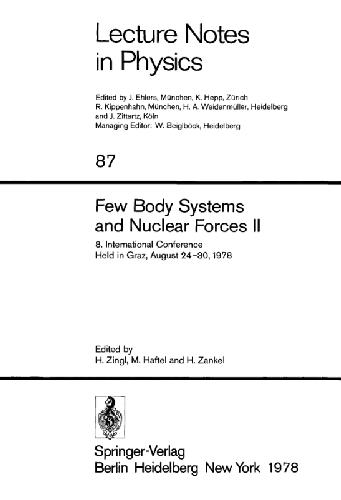 Lecture Notes
in Physics
Edited by J. Ehlers, München, K. Hepp, Zürich
R. Kippenhahn, München, H. A. Weidenmüller, Heidelberg
and J. Zittartz, Köln
Managing Editor: W. Beiglböck, Heidelberg
87
Few Body Systems
and Nuclear Forces II
8. International Conference
Held in Graz, August 24–30, 1978
Edited by
H. Zingl, M. Haftel and H. Zankel
Springer-Verlag
Berlin Heidelberg New York 1978